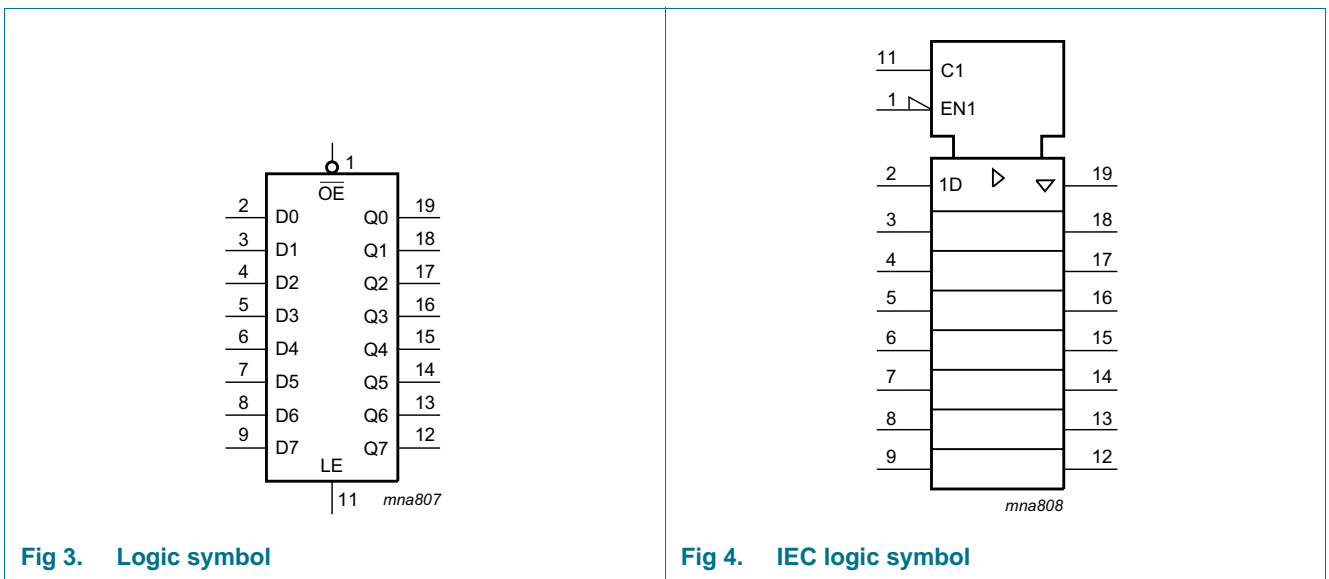 1
OE
2 D0 Q0 19
3 D1 Q1 18
4 D2 Q2 17
5 D3 Q3 16
6 D4 Q4 15
7 D5 Q5 14
8 D6 Q6 13
9 D7 Q7 12
LE
11 mna807
Fig 3. Logic symbol
11 C1
1 EN1
2 1D 19
3 18
4 17
5 16
6 15
7 14
8 13
9 12
mna808
Fig 4. IEC logic symbol